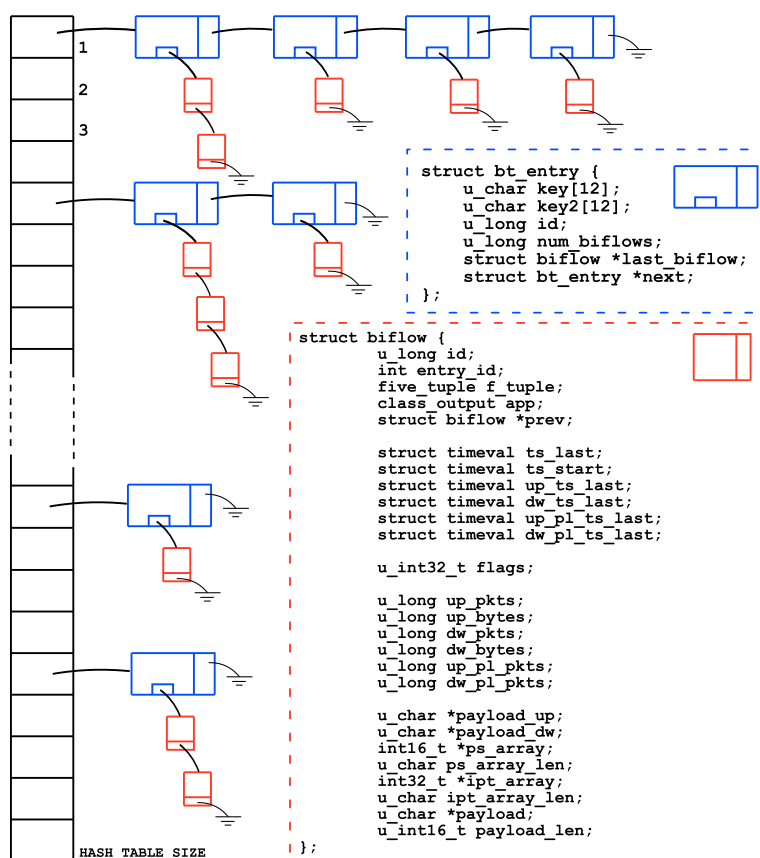 1
2
3
struct bt_entry {
u_char key[12];
u_char key2[12];
u_long id;
u_long num_biflows;
struct biflow *last_biflow;
struct bt_entry *next;
};
struct biflow {
u_long id;
int entry_id;
five_tuple f_tuple;
class_output app;
struct biflow *prev;
struct timeval ts_last;
struct timeval ts_start;
struct timeval up_ts_last;
struct timeval dw_ts_last;
struct timeval up_pl_ts_last;
struct timeval dw_pl_ts_last;
u_int32_t flags;
u_long up_pkts;
u_long up_bytes;
u_long dw_pkts;
u_long dw_bytes;
u_long up_pl_pkts;
u_long dw_pl_pkts;
u_char *payload_up;
u_char *payload_dw;
int16_t *ps_array;
u_char ps_array_len;
int32_t *ipt_array;
u_char ipt_array_len;
u_char *payload;
u_int16_t payload_len;
};
HASH TABLE SIZE